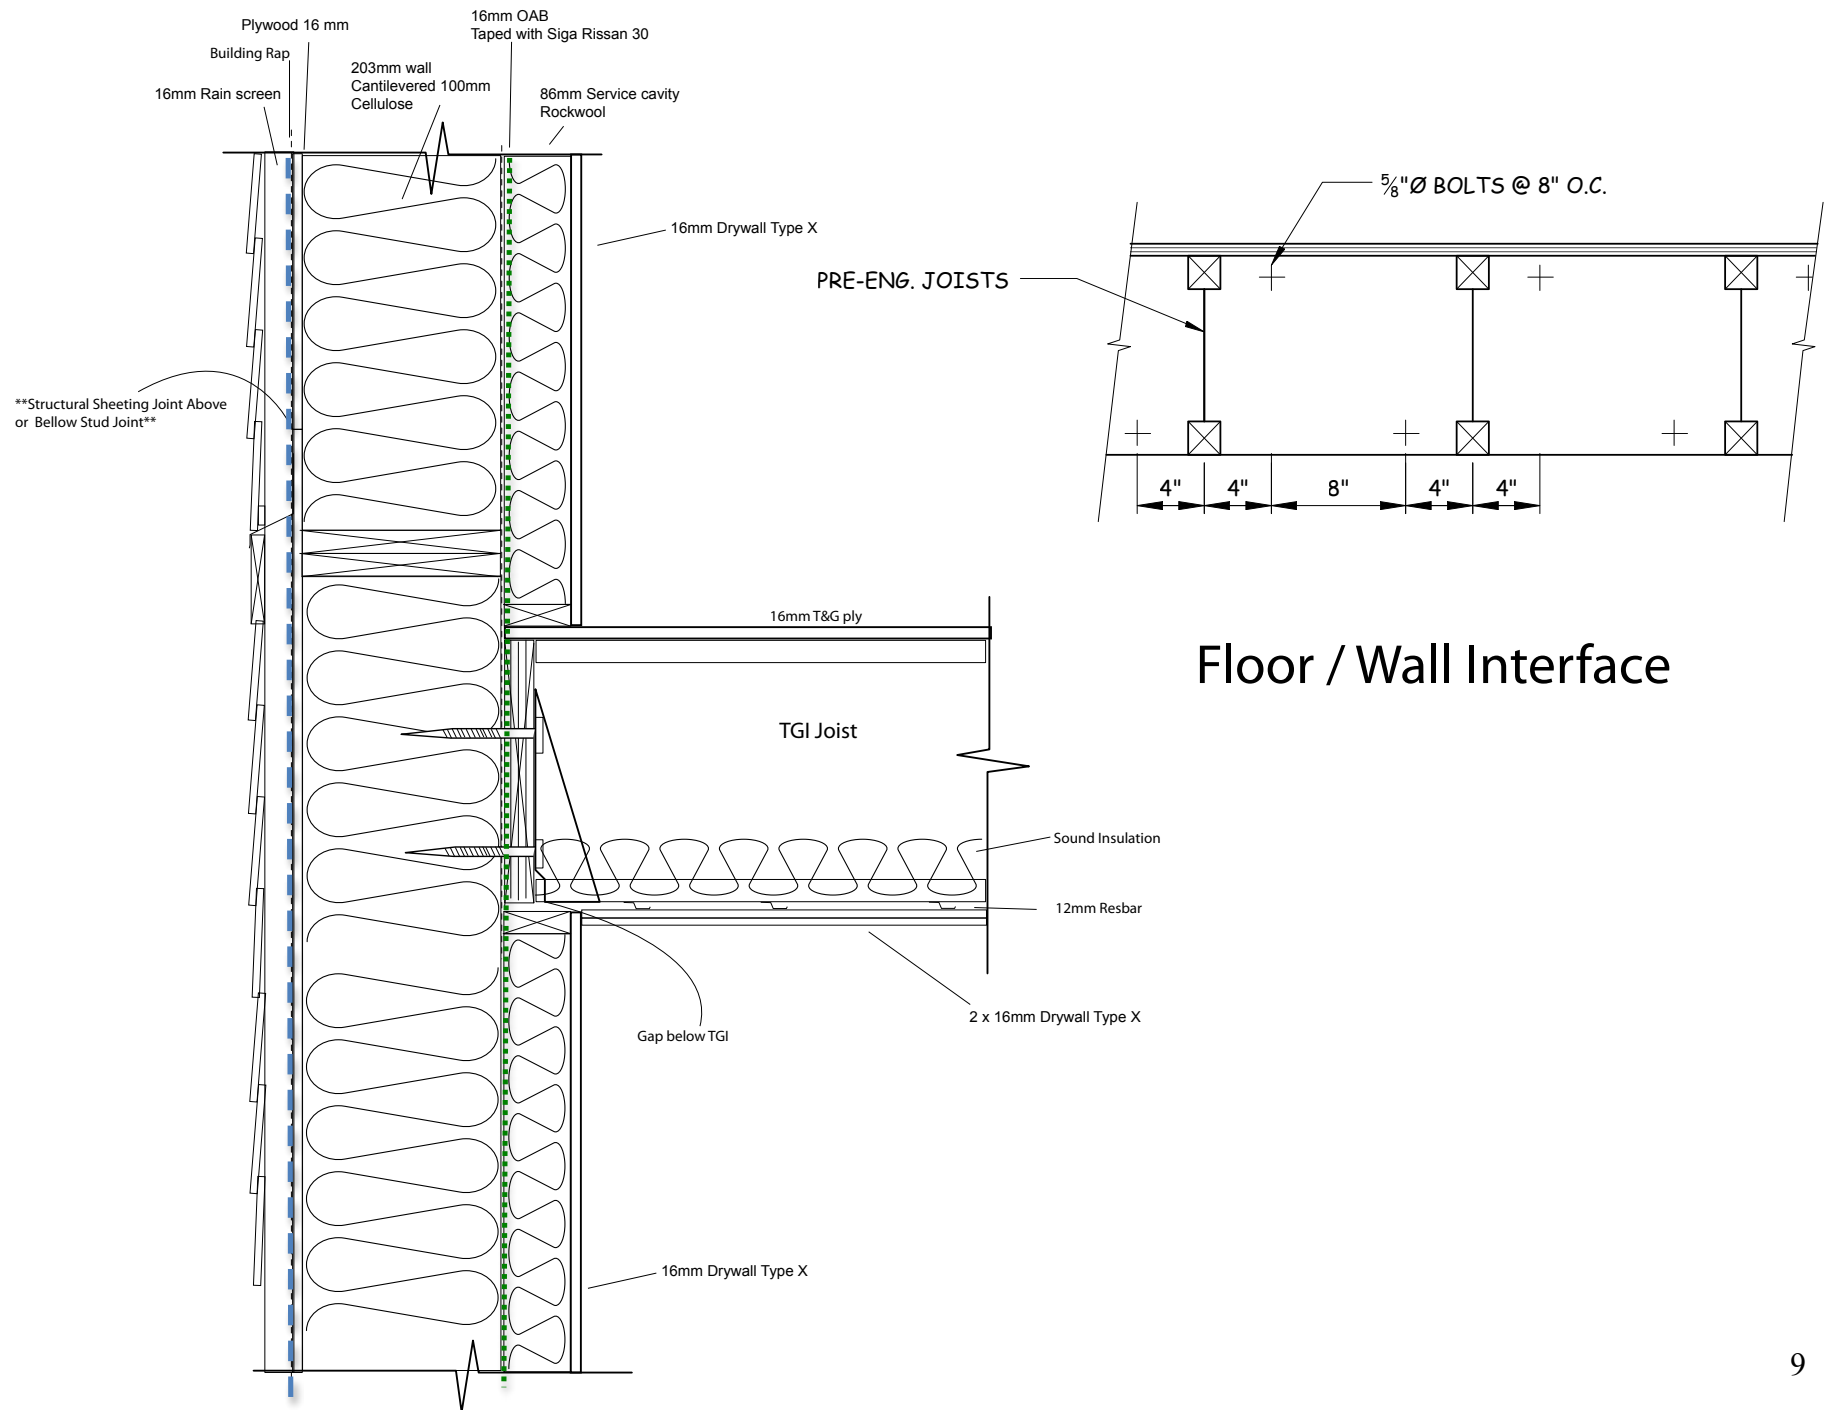 16mm OAB
Taped with Siga Rissan 30
Plywood 16 mm
Building Rap
203mm wall
Cantilevered 100mm
Cellulose
16mm Rain screen
86mm Service cavity
Rockwool
⅝"Ø BOLTS @ 8" O.C.
16mm Drywall Type X
PRE-ENG. JOISTS
**Structural Sheeting Joint Above
or Bellow Stud Joint**
4" 4" 8" 4" 4"
16mm T&G ply
Floor / Wall Interface
TGI Joist
Sound Insulation
12mm Resbar
2 x 16mm Drywall Type X
Gap below TGI
16mm Drywall Type X
9